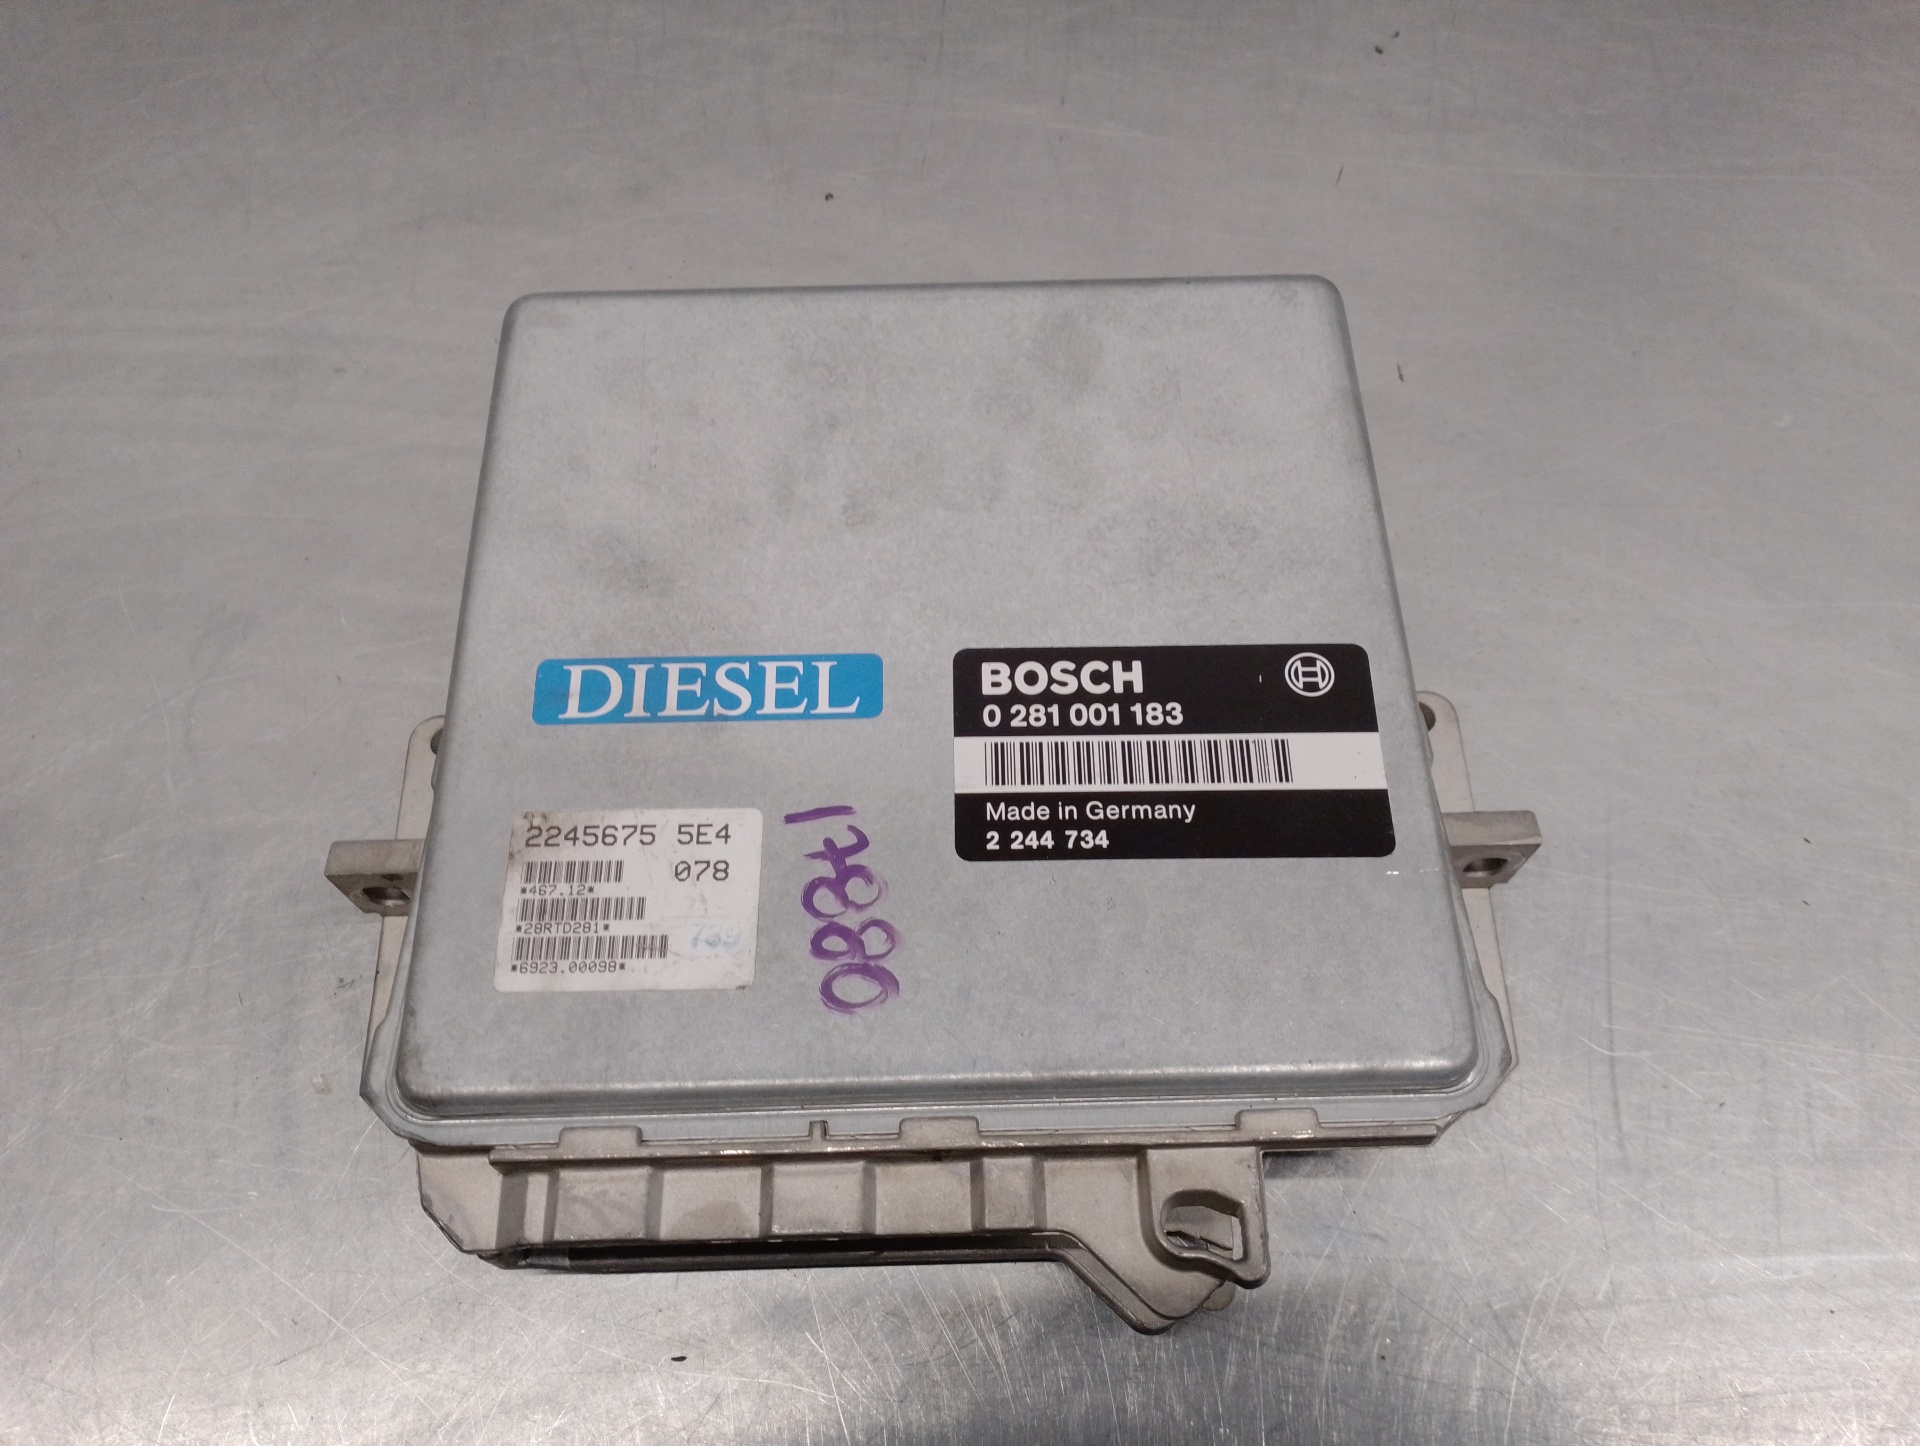 DIESEL
BOSCH
0 281 001 183
Made in Germany
2 244 734
2245675 5E4
078
*467.12*
*28RTD281*
*6923.00098*